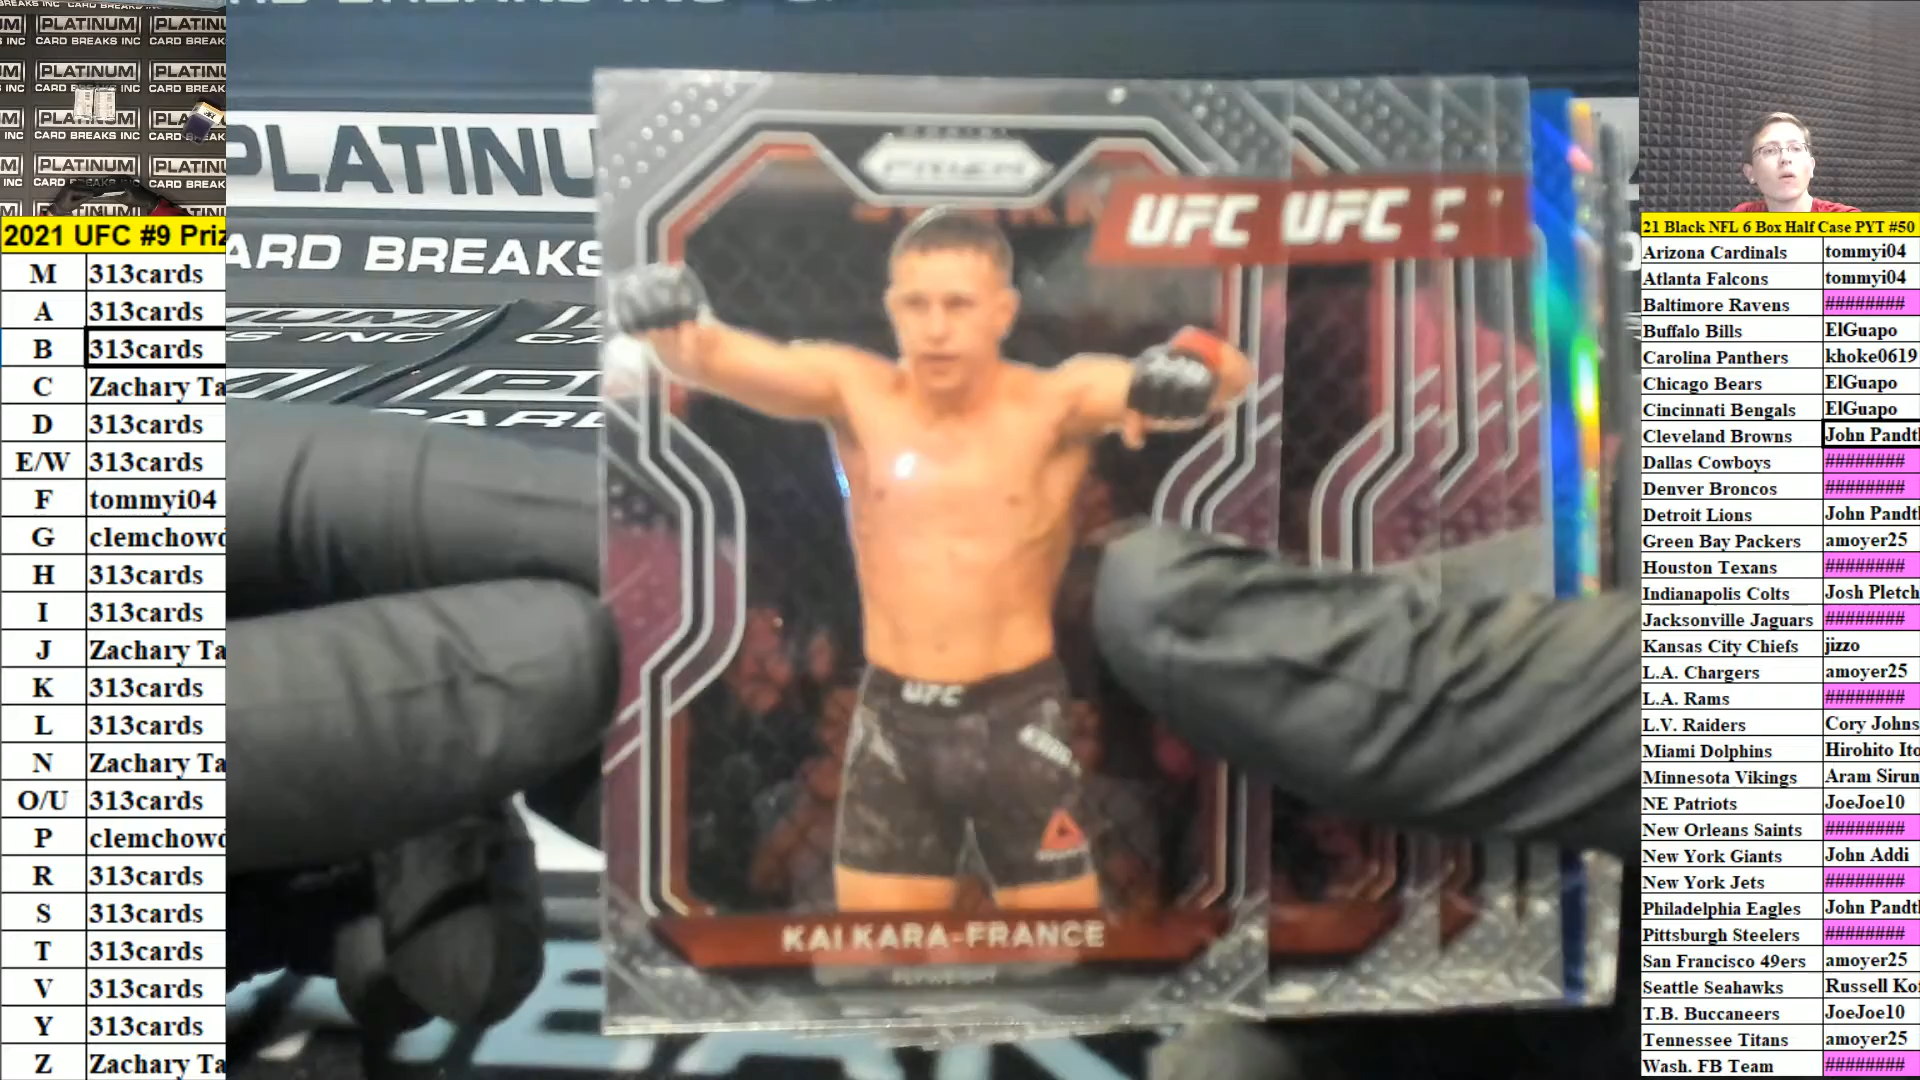 PLATINUM
CARD BREAKS INC
2021 UFC #9 Priz
M 313cards
A 313cards
B 313cards
C Zachary Ta
D 313cards
E/W 313cards
F tommyi04
G clemchowd
H 313cards
I 313cards
J Zachary Ta
K 313cards
L 313cards
N Zachary Ta
O/U 313cards
P clemchowd
R 313cards
S 313cards
T 313cards
V 313cards
Y 313cards
Z Zachary Ta
PLATINU
ARD BREAKS
PRIZM
UFC UFC
UFC
KAI KARA-FRANCE
FLYWEIGHT
21 Black NFL 6 Box Half Case PYT #50
Arizona Cardinals tommyi04
Atlanta Falcons tommyi04
Baltimore Ravens ########
Buffalo Bills ElGuapo
Carolina Panthers khoke0619
Chicago Bears ElGuapo
Cincinnati Bengals ElGuapo
Cleveland Browns John Pandt
Dallas Cowboys ########
Denver Broncos ########
Detroit Lions John Pandt
Green Bay Packers amoyer25
Houston Texans ########
Indianapolis Colts Josh Pletch
Jacksonville Jaguars ########
Kansas City Chiefs jizzo
L.A. Chargers amoyer25
L.A. Rams ########
L.V. Raiders Cory Johns
Miami Dolphins Hirohito Ito
Minnesota Vikings Aram Sirun
NE Patriots JoeJoe10
New Orleans Saints ########
New York Giants John Addi
New York Jets ########
Philadelphia Eagles John Pandt
Pittsburgh Steelers ########
San Francisco 49ers amoyer25
Seattle Seahawks Russell Ko
T.B. Buccaneers JoeJoe10
Tennessee Titans amoyer25
Wash. FB Team ########